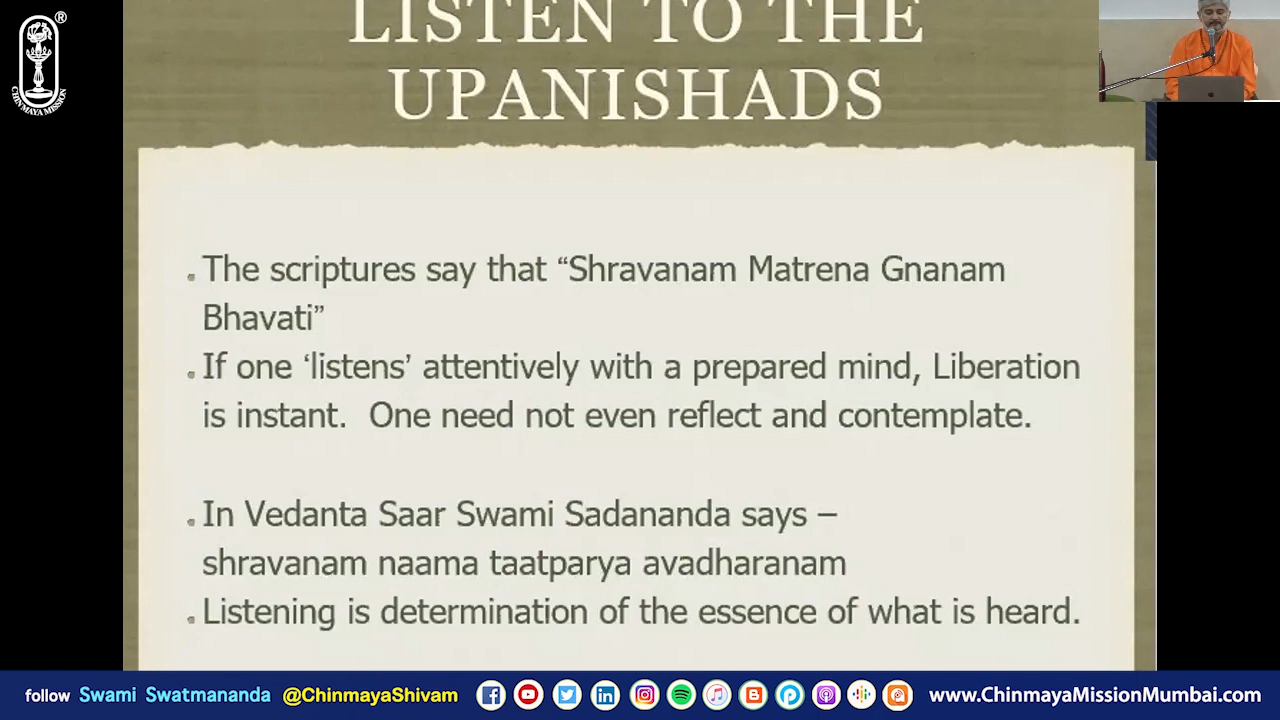 ®
CHINMAYA MISSION
LISTEN TO THE
UPANISHADS
The scriptures say that “Shravanam Matrena Gnanam
Bhavati”
If one ‘listens’ attentively with a prepared mind, Liberation
is instant.  One need not even reflect and contemplate.
In Vedanta Saar Swami Sadananda says –
shravanam naama taatparya avadharanam
Listening is determination of the essence of what is heard.
follow Swami Swatmananda @ChinmayaShivam www.ChinmayaMissionMumbai.com